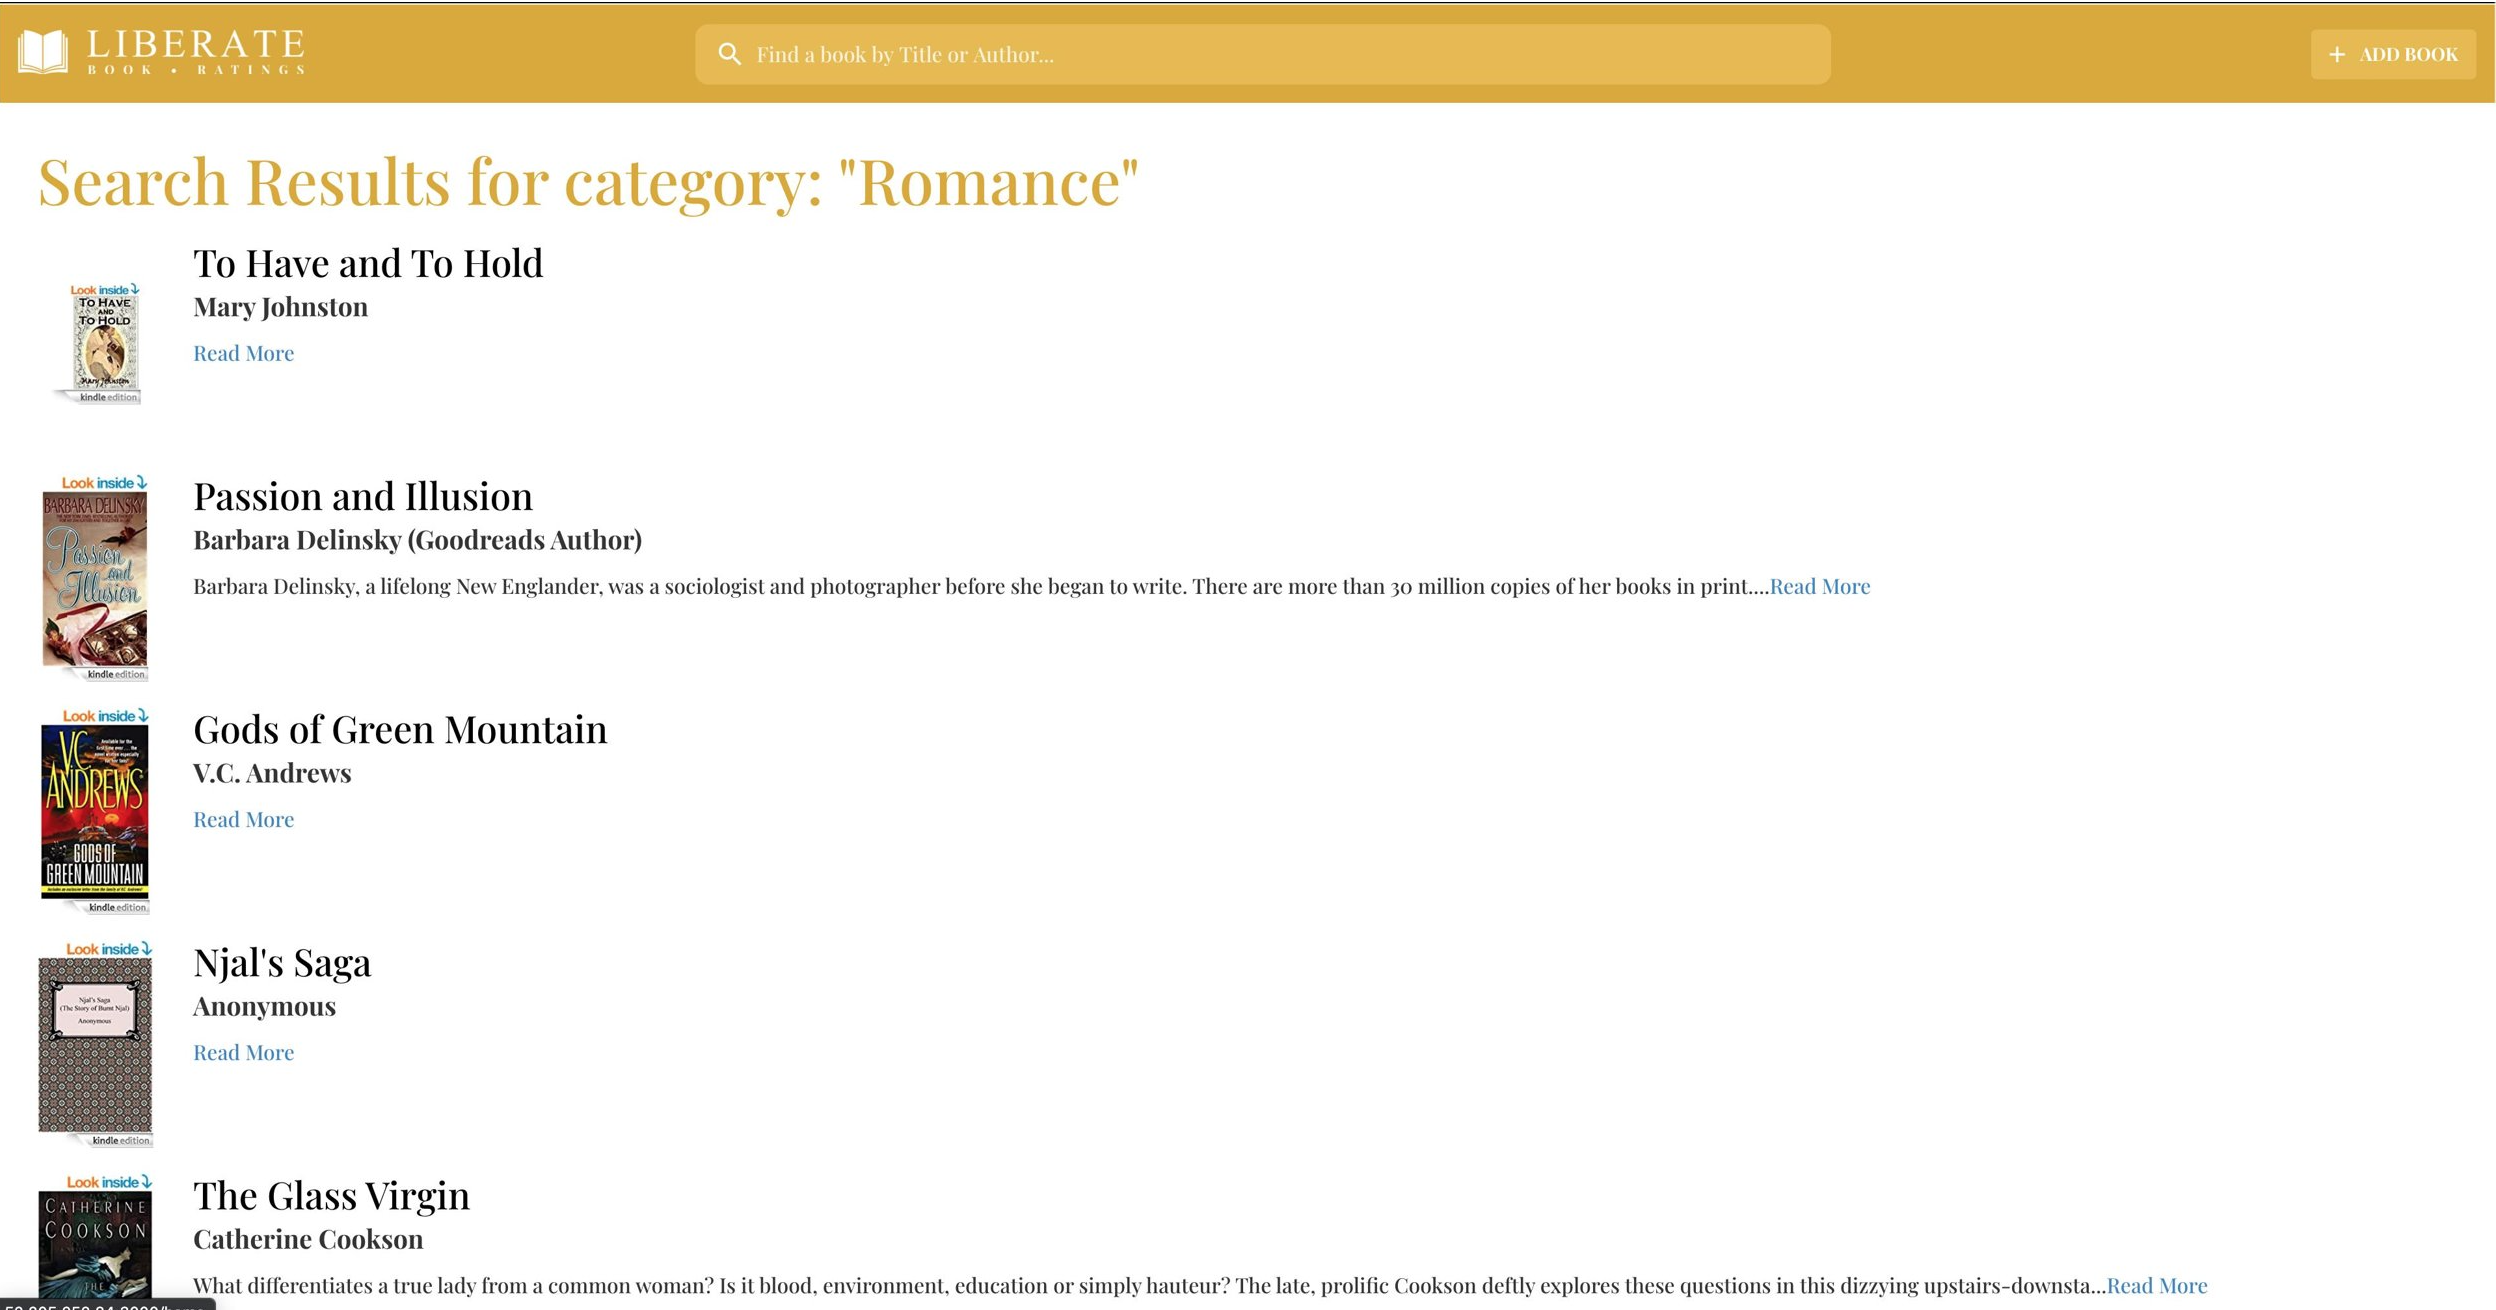 LIBERATE
BOOK • RATINGS
Find a book by Title or Author...
+ ADD BOOK
Search Results for category: "Romance"
To Have and To Hold
Mary Johnston
Read More
Look inside
TO HAVE
AND
TO HOLD
Mary Johnston
kindle edition
Passion and Illusion
Barbara Delinsky (Goodreads Author)
Barbara Delinsky, a lifelong New Englander, was a sociologist and photographer before she began to write. There are more than 30 million copies of her books in print....Read More
Look inside
BARBARA DELINSKY
Passion
and
Illusion
kindle edition
Gods of Green Mountain
V.C. Andrews
Read More
Look inside
V.C.
ANDREWS
GODS OF
GREEN MOUNTAIN
kindle edition
Njal's Saga
Anonymous
Read More
Look inside
Njal's Saga
(The Story of Burnt Njal)
Anonymous
kindle edition
The Glass Virgin
Catherine Cookson
What differentiates a true lady from a common woman? Is it blood, environment, education or simply hauteur? The late, prolific Cookson deftly explores these questions in this dizzying upstairs-downsta...Read More
Look inside
CATHERINE
COOKSON
THE